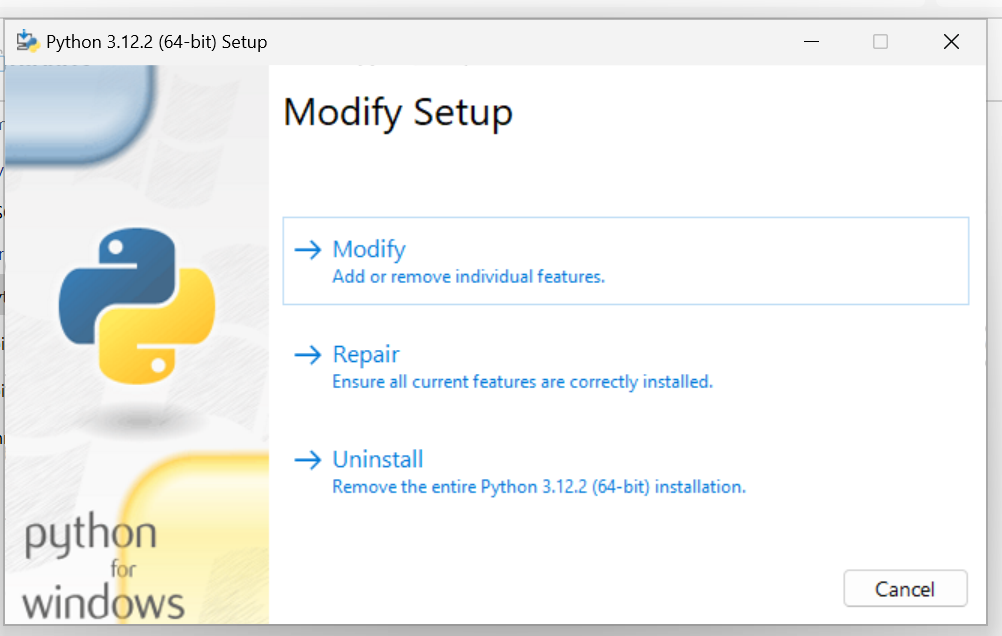 Python 3.12.2 (64-bit) Setup
Modify Setup
Modify
Add or remove individual features.
Repair
Ensure all current features are correctly installed.
Uninstall
Remove the entire Python 3.12.2 (64-bit) installation.
python
for
windows
Cancel